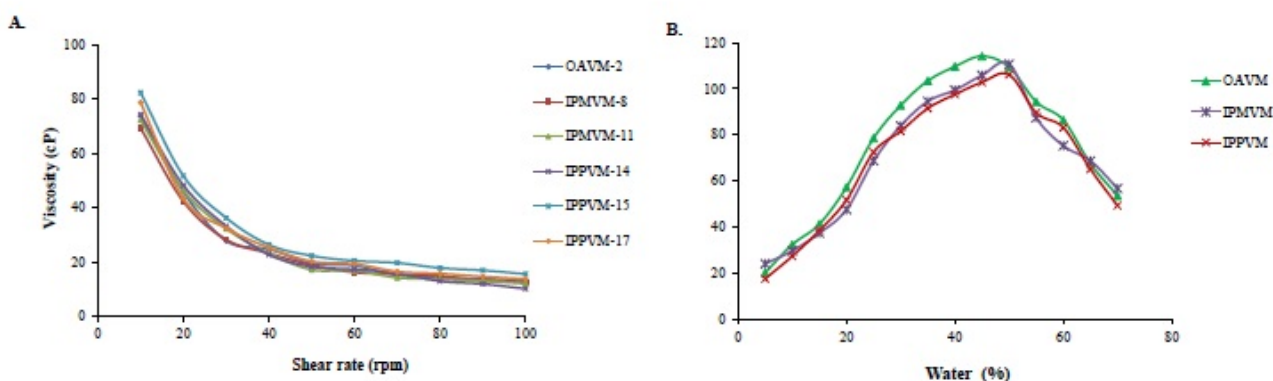 A.
Viscosity (cP)
100
80
60
40
20
0
0 20 40 60 80 100
Shear rate (rpm)
OAVM-2
IPMVM-8
IPMVM-11
IPPVM-14
IPPVM-15
IPPVM-17
B.
120
100
80
60
40
20
0
0 20 40 60 80
Water (%)
OAVM
IPMVM
IPPVM